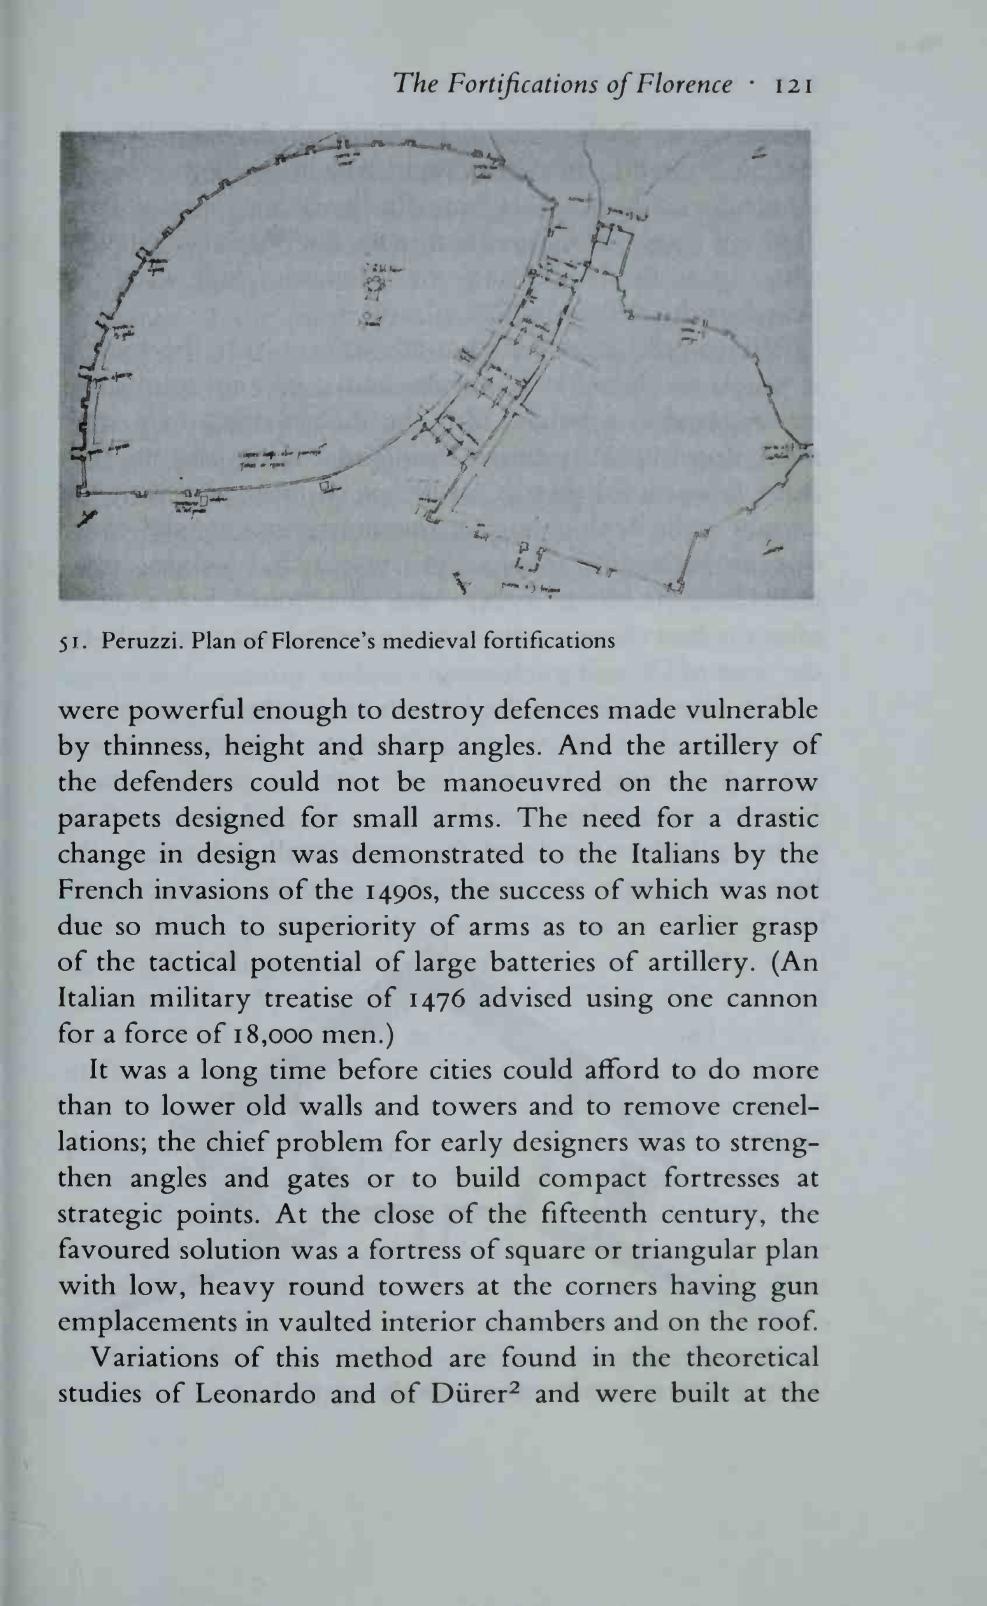 The Fortifications of Florence · 121
51. Peruzzi. Plan of Florence's medieval fortifications
were powerful enough to destroy defences made vulnerable
by thinness, height and sharp angles. And the artillery of
the defenders could not be manoeuvred on the narrow
parapets designed for small arms. The need for a drastic
change in design was demonstrated to the Italians by the
French invasions of the 1490s, the success of which was not
due so much to superiority of arms as to an earlier grasp
of the tactical potential of large batteries of artillery. (An
Italian military treatise of 1476 advised using one cannon
for a force of 18,000 men.)
It was a long time before cities could afford to do more
than to lower old walls and towers and to remove crenel-
lations; the chief problem for early designers was to streng-
then angles and gates or to build compact fortresses at
strategic points. At the close of the fifteenth century, the
favoured solution was a fortress of square or triangular plan
with low, heavy round towers at the corners having gun
emplacements in vaulted interior chambers and on the roof.
Variations of this method are found in the theoretical
studies of Leonardo and of Dürer² and were built at the